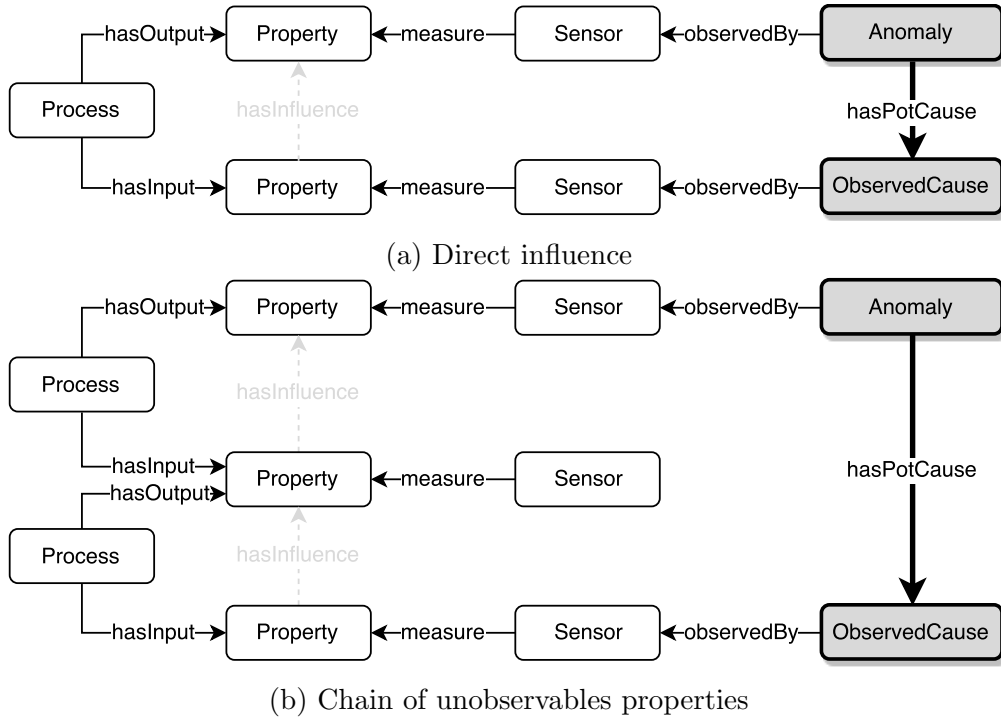 hasOutput Property measure Sensor observedBy Anomaly
Process hasInfluence hasPotCause
hasInput Property measure Sensor observedBy ObservedCause
(a) Direct influence
hasOutput Property measure Sensor observedBy Anomaly
Process hasInfluence
hasInput Property measure Sensor hasPotCause
hasOutput
Process hasInfluence
hasInput Property measure Sensor observedBy ObservedCause
(b) Chain of unobservables properties